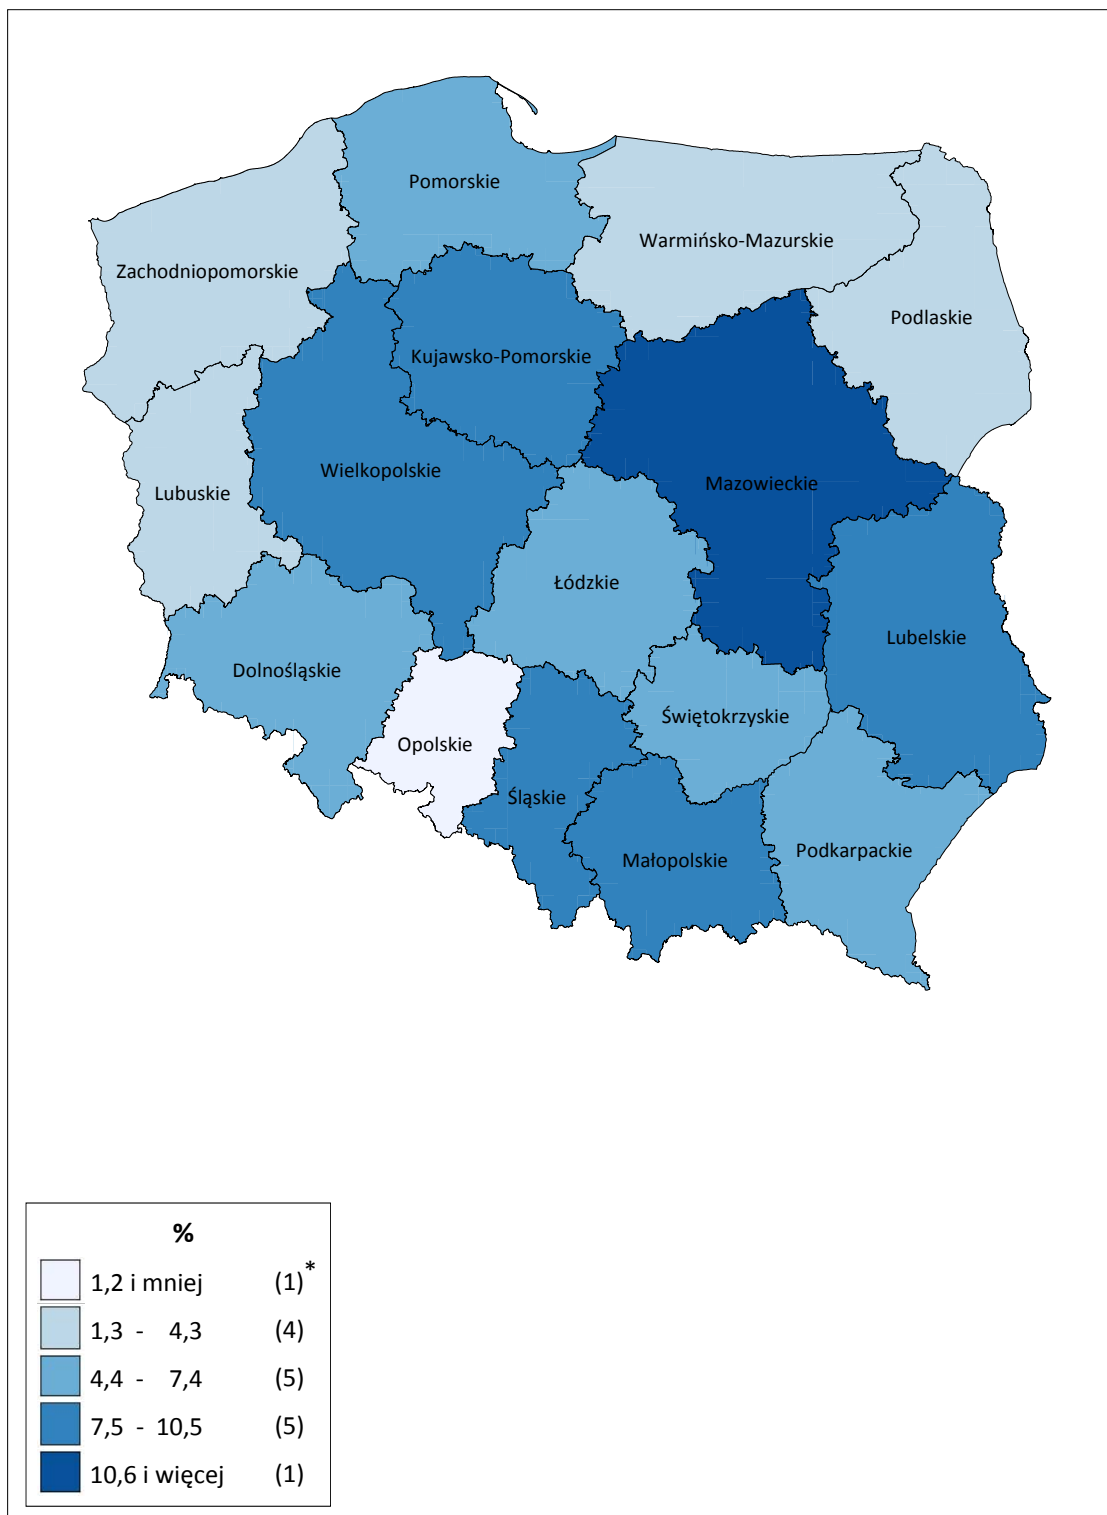 Pomorskie
Warmińsko-Mazurskie
Zachodniopomorskie
Podlaskie
Kujawsko-Pomorskie
Wielkopolskie
Mazowieckie
Lubuskie
Łódzkie
Lubelskie
Dolnośląskie
Świętokrzyskie
Opolskie
Śląskie
Podkarpackie
Małopolskie
%
1,2 i mniej (1)*
1,3 - 4,3 (4)
4,4 - 7,4 (5)
7,5 - 10,5 (5)
10,6 i więcej (1)